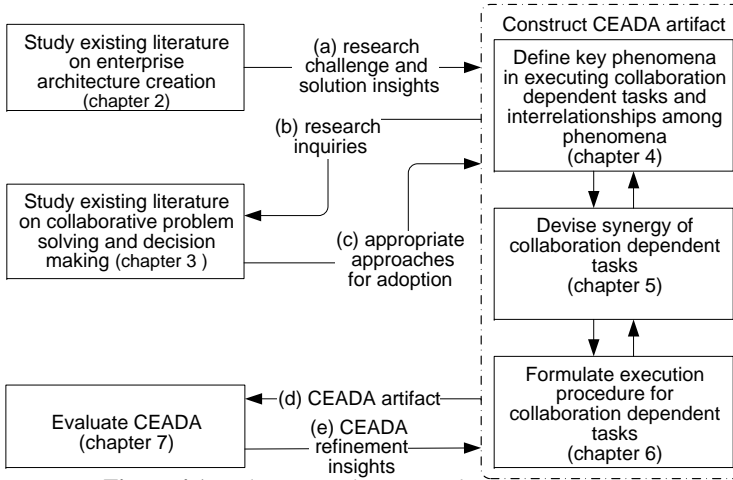 Study existing literature
on enterprise
architecture creation
(chapter 2)
(a) research
challenge and
solution insights
Construct CEADA artifact
Define key phenomena
in executing collaboration
dependent tasks and
interrelationships among
phenomena
(chapter 4)
(b) research
inquiries
Study existing literature
on collaborative problem
solving and decision
making (chapter 3 )
(c) appropriate
approaches
for adoption
Devise synergy of
collaboration dependent
tasks
(chapter 5)
Formulate execution
procedure for
collaboration dependent
tasks
(chapter 6)
Evaluate CEADA
(chapter 7)
(d) CEADA artifact
(e) CEADA
refinement
insights